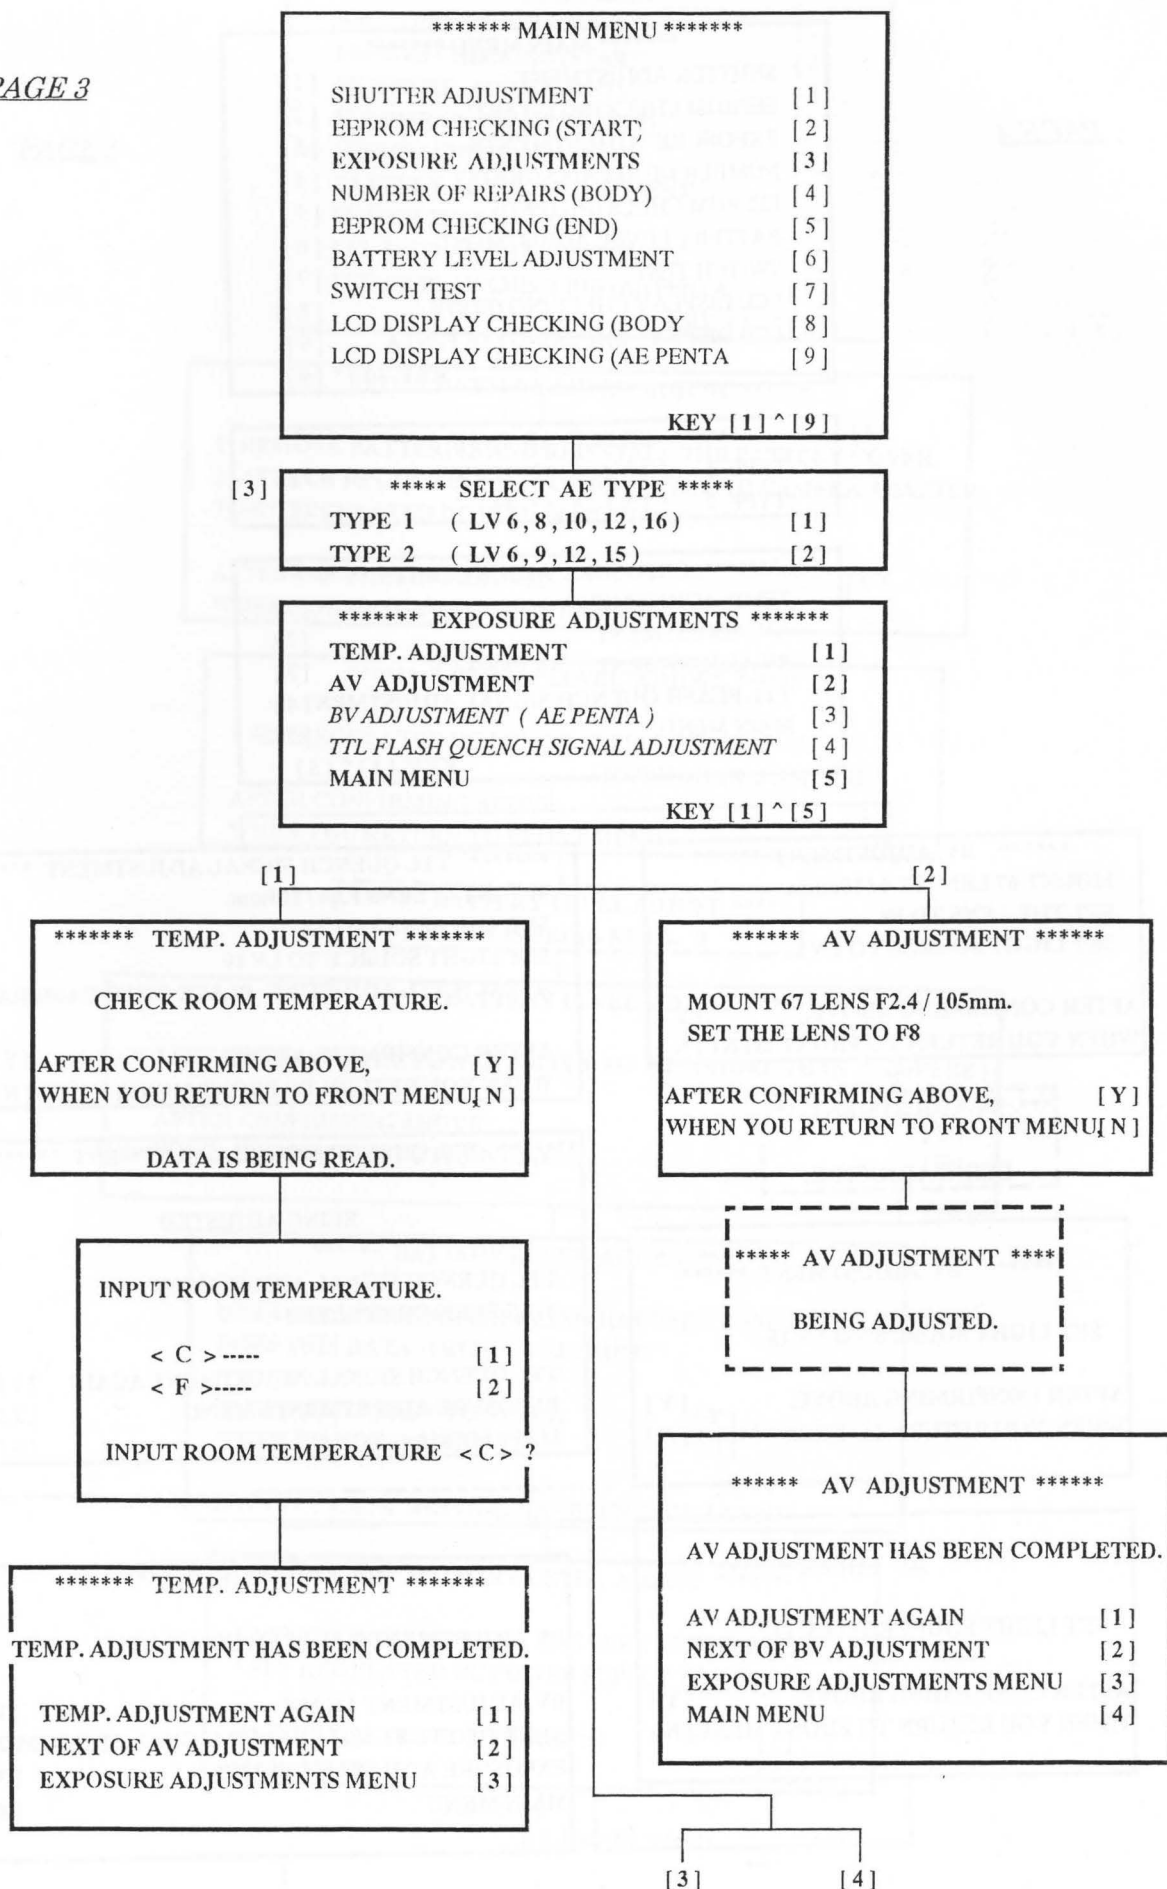 PAGE 3
******* MAIN MENU *******
SHUTTER ADJUSTMENT [ 1 ]
EEPROM CHECKING (START) [ 2 ]
EXPOSURE ADJUSTMENTS [ 3 ]
NUMBER OF REPAIRS (BODY) [ 4 ]
EEPROM CHECKING (END) [ 5 ]
BATTERY LEVEL ADJUSTMENT [ 6 ]
SWITCH TEST [ 7 ]
LCD DISPLAY CHECKING (BODY [ 8 ]
LCD DISPLAY CHECKING (AE PENTA [ 9 ]
KEY [ 1 ] ^ [ 9 ]
[ 3 ]
***** SELECT AE TYPE *****
TYPE 1 ( LV 6 , 8 , 10 , 12 , 16 ) [ 1 ]
TYPE 2 ( LV 6 , 9 , 12 , 15 ) [ 2 ]
******* EXPOSURE ADJUSTMENTS *******
TEMP. ADJUSTMENT [ 1 ]
AV ADJUSTMENT [ 2 ]
BV ADJUSTMENT ( AE PENTA ) [ 3 ]
TTL FLASH QUENCH SIGNAL ADJUSTMENT [ 4 ]
MAIN MENU [ 5 ]
KEY [ 1 ] ^ [ 5 ]
[ 1 ]
******* TEMP. ADJUSTMENT *******
CHECK ROOM TEMPERATURE.
AFTER CONFIRMING ABOVE, [ Y ]
WHEN YOU RETURN TO FRONT MENU[ N ]
DATA IS BEING READ.
INPUT ROOM TEMPERATURE.
< C > ----- [ 1 ]
< F >----- [ 2 ]
INPUT ROOM TEMPERATURE < C > ?
******* TEMP. ADJUSTMENT *******
TEMP. ADJUSTMENT HAS BEEN COMPLETED.
TEMP. ADJUSTMENT AGAIN [ 1 ]
NEXT OF AV ADJUSTMENT [ 2 ]
EXPOSURE ADJUSTMENTS MENU [ 3 ]
[ 2 ]
****** AV ADJUSTMENT ******
MOUNT 67 LENS F2.4 / 105mm.
SET THE LENS TO F8
AFTER CONFIRMING ABOVE, [ Y ]
WHEN YOU RETURN TO FRONT MENU[ N ]
***** AV ADJUSTMENT ****
BEING ADJUSTED.
****** AV ADJUSTMENT ******
AV ADJUSTMENT HAS BEEN COMPLETED.
AV ADJUSTMENT AGAIN [ 1 ]
NEXT OF BV ADJUSTMENT [ 2 ]
EXPOSURE ADJUSTMENTS MENU [ 3 ]
MAIN MENU [ 4 ]
[ 3 ] [ 4 ]